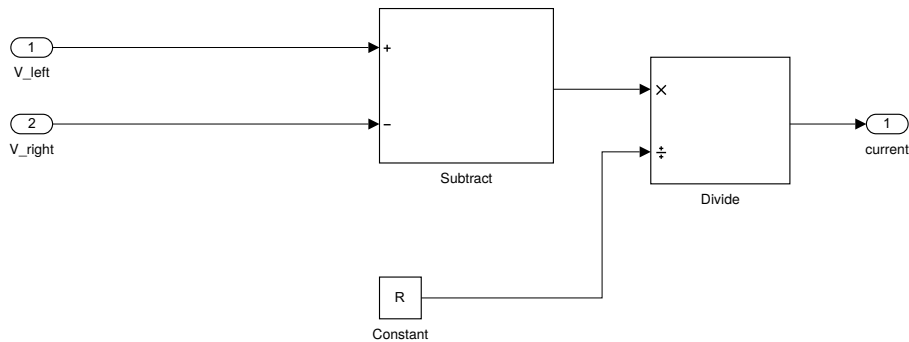 1
V_left
+
2
V_right
−
Subtract
×
÷
Divide
1
current
R
Constant